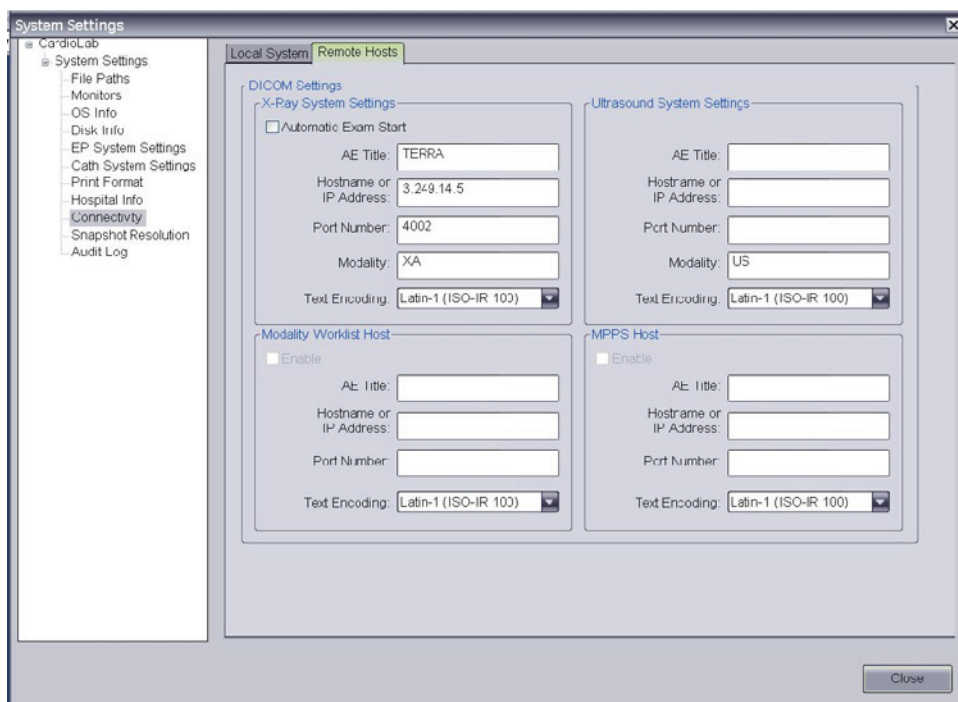 System Settings
CardioLab
System Settings
File Paths
Monitors
OS Info
Disk Info
EP System Settings
Cath System Settings
Print Format
Hospital Info
Connectivty
Snapshot Resolution
Audit Log
Local System
Remote Hosts
DICOM Settings
X-Ray System Settings
Automatic Exam Start
AE Title: TERRA
Hostname or
IP Address: 3.249.14.5
Port Number: 4002
Modality: XA
Text Encoding: Latin-1 (ISO-IR 100)
Ultrasound System Settings
AE Title:
Hostname or
IP Address:
Port Number:
Modality: US
Text Encoding: Latin-1 (ISO-IR 100)
Modality Worklist Host
Enable
AE Title:
Hostname or
IP Address:
Port Number:
Text Encoding: Latin-1 (ISO-IR 100)
MPPS Host
Enable
AE Title:
Hostname or
IP Address:
Port Number:
Text Encoding: Latin-1 (ISO-IR 100)
Close